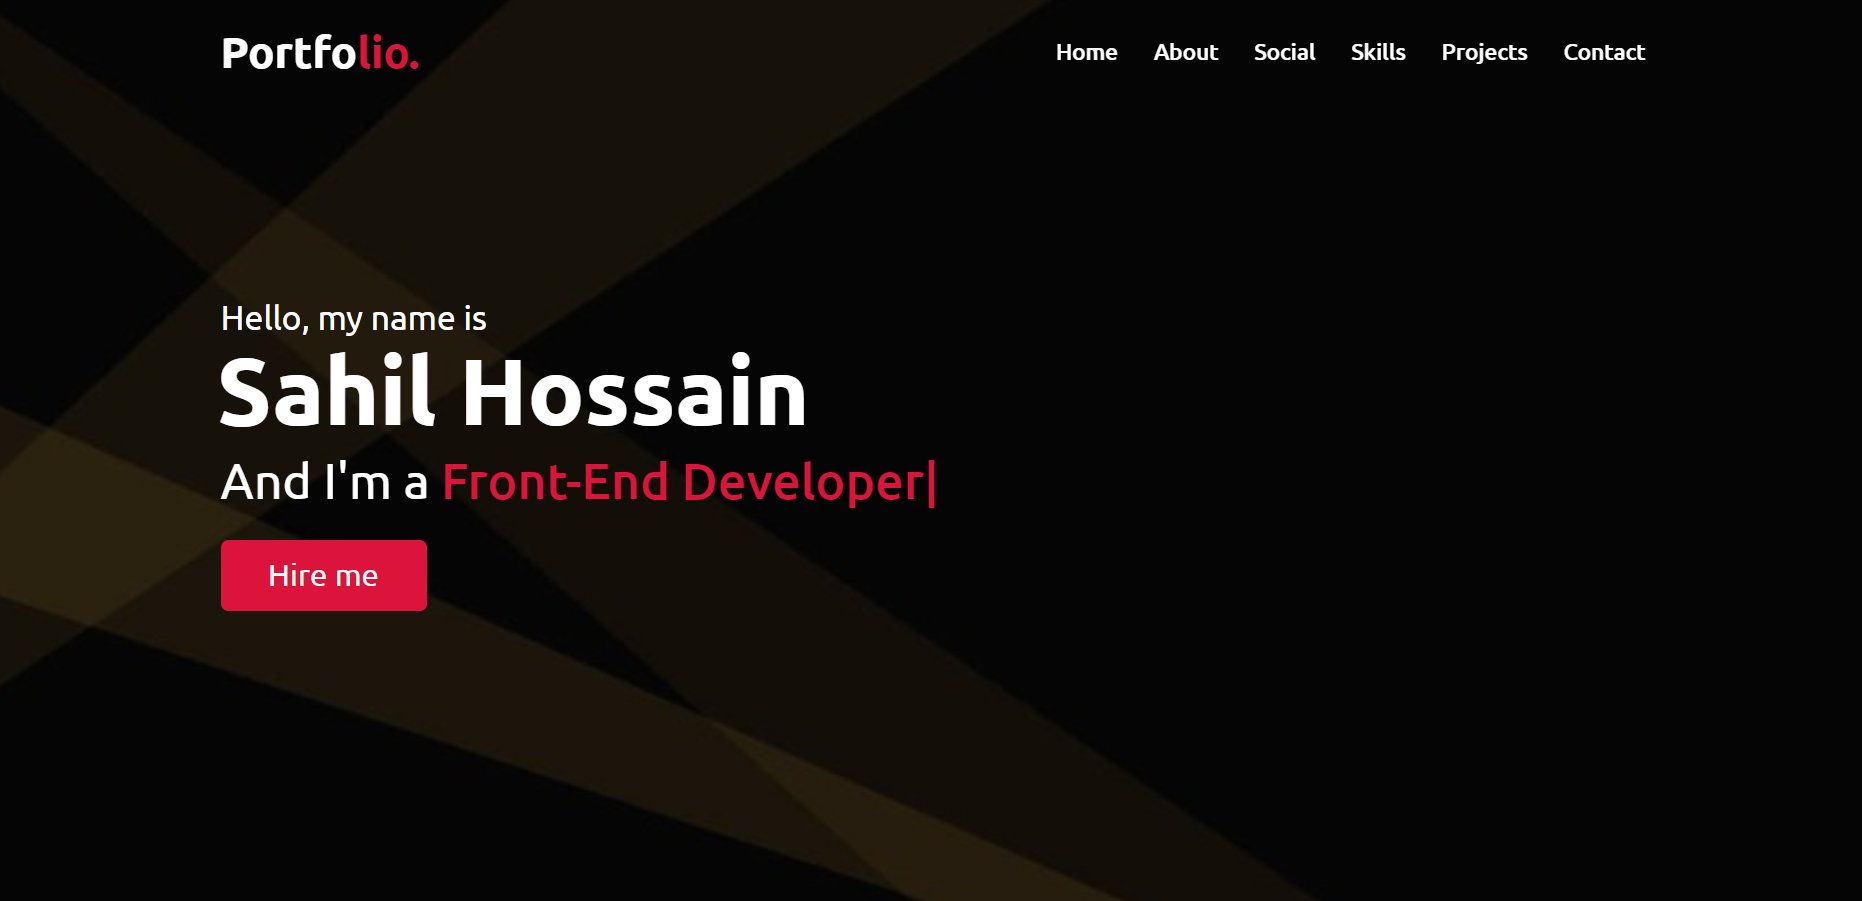 Portfolio.
Home About Social Skills Projects Contact
Hello, my name is
Sahil Hossain
And I'm a Front-End Developer|
Hire me